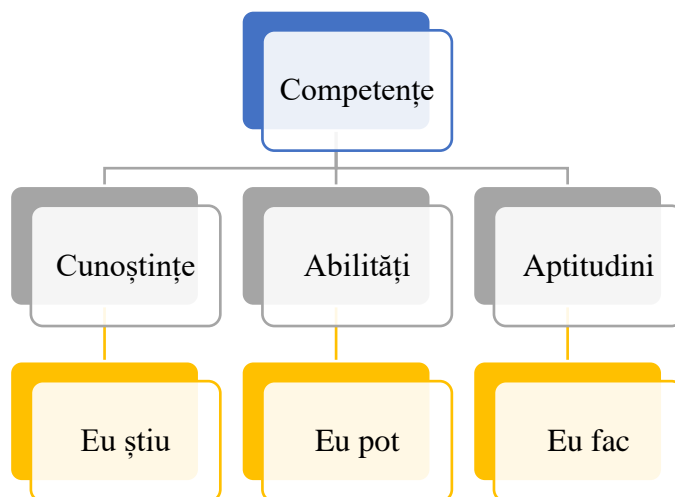 Competențe
Cunoștințe
Abilități
Aptitudini
Eu știu
Eu pot
Eu fac